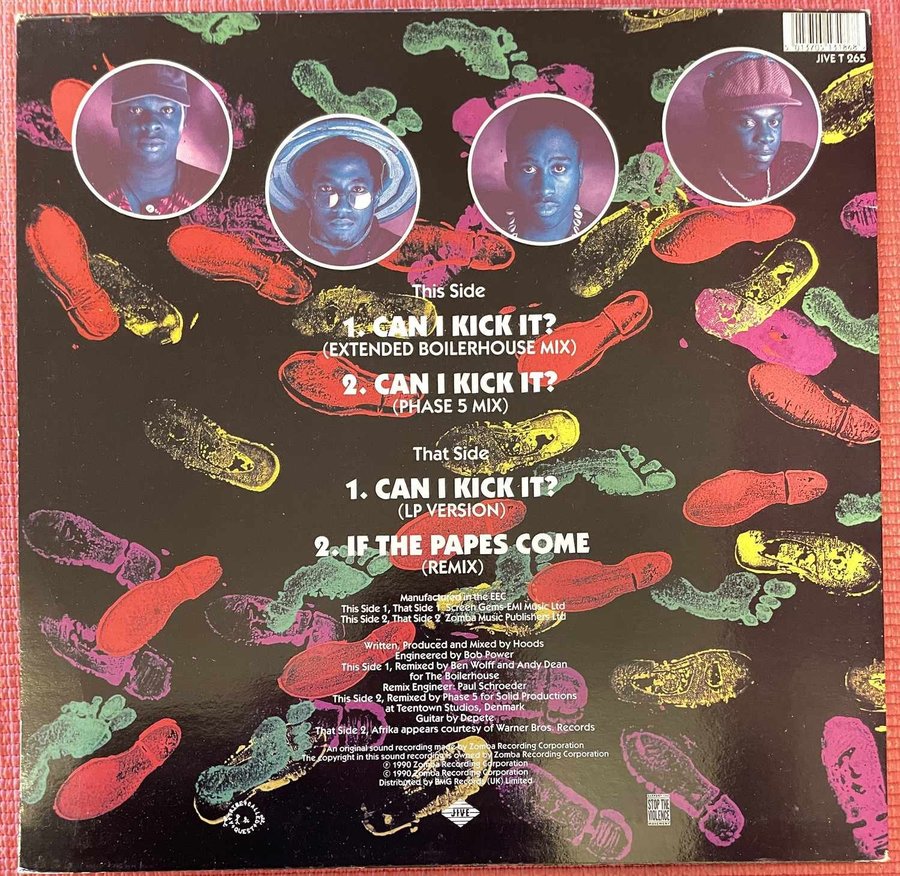 JIVE T 265
This Side
1. CAN I KICK IT?
(EXTENDED BOILERHOUSE MIX)
2. CAN I KICK IT?
(PHASE 5 MIX)
That Side
1. CAN I KICK IT?
(LP VERSION)
2. IF THE PAPES COME
(REMIX)
Manufactured in the EEC
This Side 1, That Side 1 Screen Gems-EMI Music Ltd
This Side 2, That Side 2 Zomba Music Publishers Ltd
Written, Produced and Mixed by Hoods
Engineered by Bob Power
This Side 1, Remixed by Ben Wolff and Andy Dean
for The Boilerhouse
Remix Engineer: Paul Schroeder
This Side 2, Remixed by Phase 5 for Solid Productions
at Teentown Studios, Denmark
Guitar by Depete
That Side 2, Afrika appears courtesy of Warner Bros. Records
An original sound recording made by Zomba Recording Corporation
The copyright in this sound recording is owned by Zomba Recording Corporation
℗ 1990 Zomba Recording Corporation
© 1990 Zomba Recording Corporation
Distributed by BMG Records (UK) Limited
A TRIBE CALLED QUEST
JIVE
STOP THE
VIOLENCE